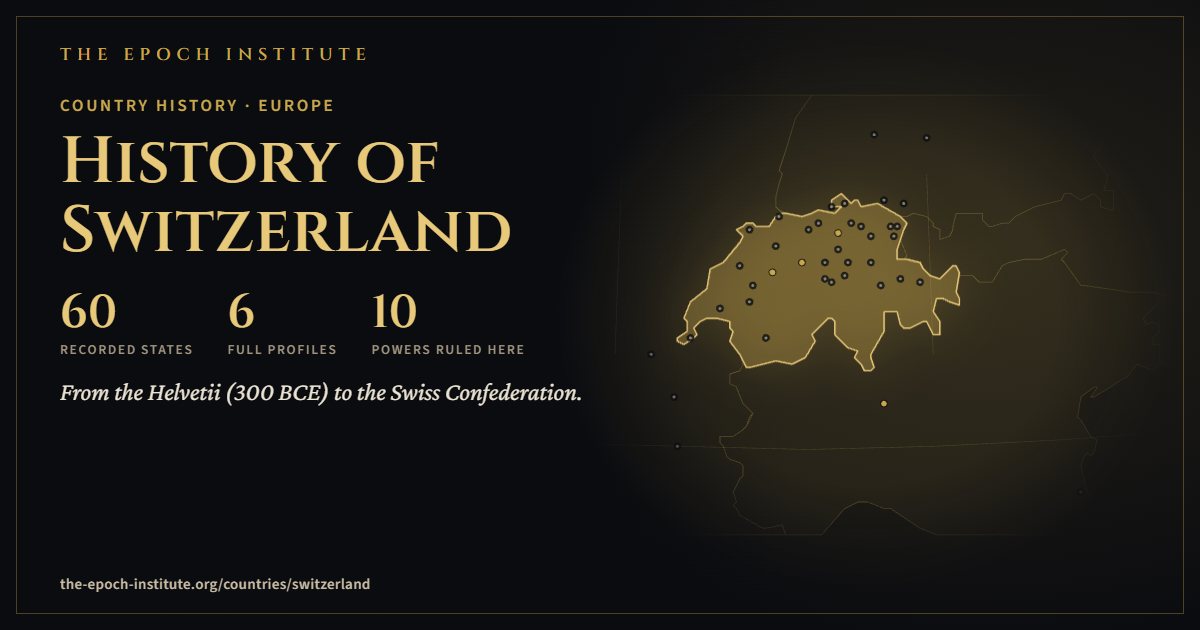 THE EPOCH INSTITUTE
COUNTRY HISTORY · EUROPE
History of
Switzerland
60
RECORDED STATES
6
FULL PROFILES
10
POWERS RULED HERE
From the Helvetii (300 BCE) to the Swiss Confederation.
the-epoch-institute.org/countries/switzerland